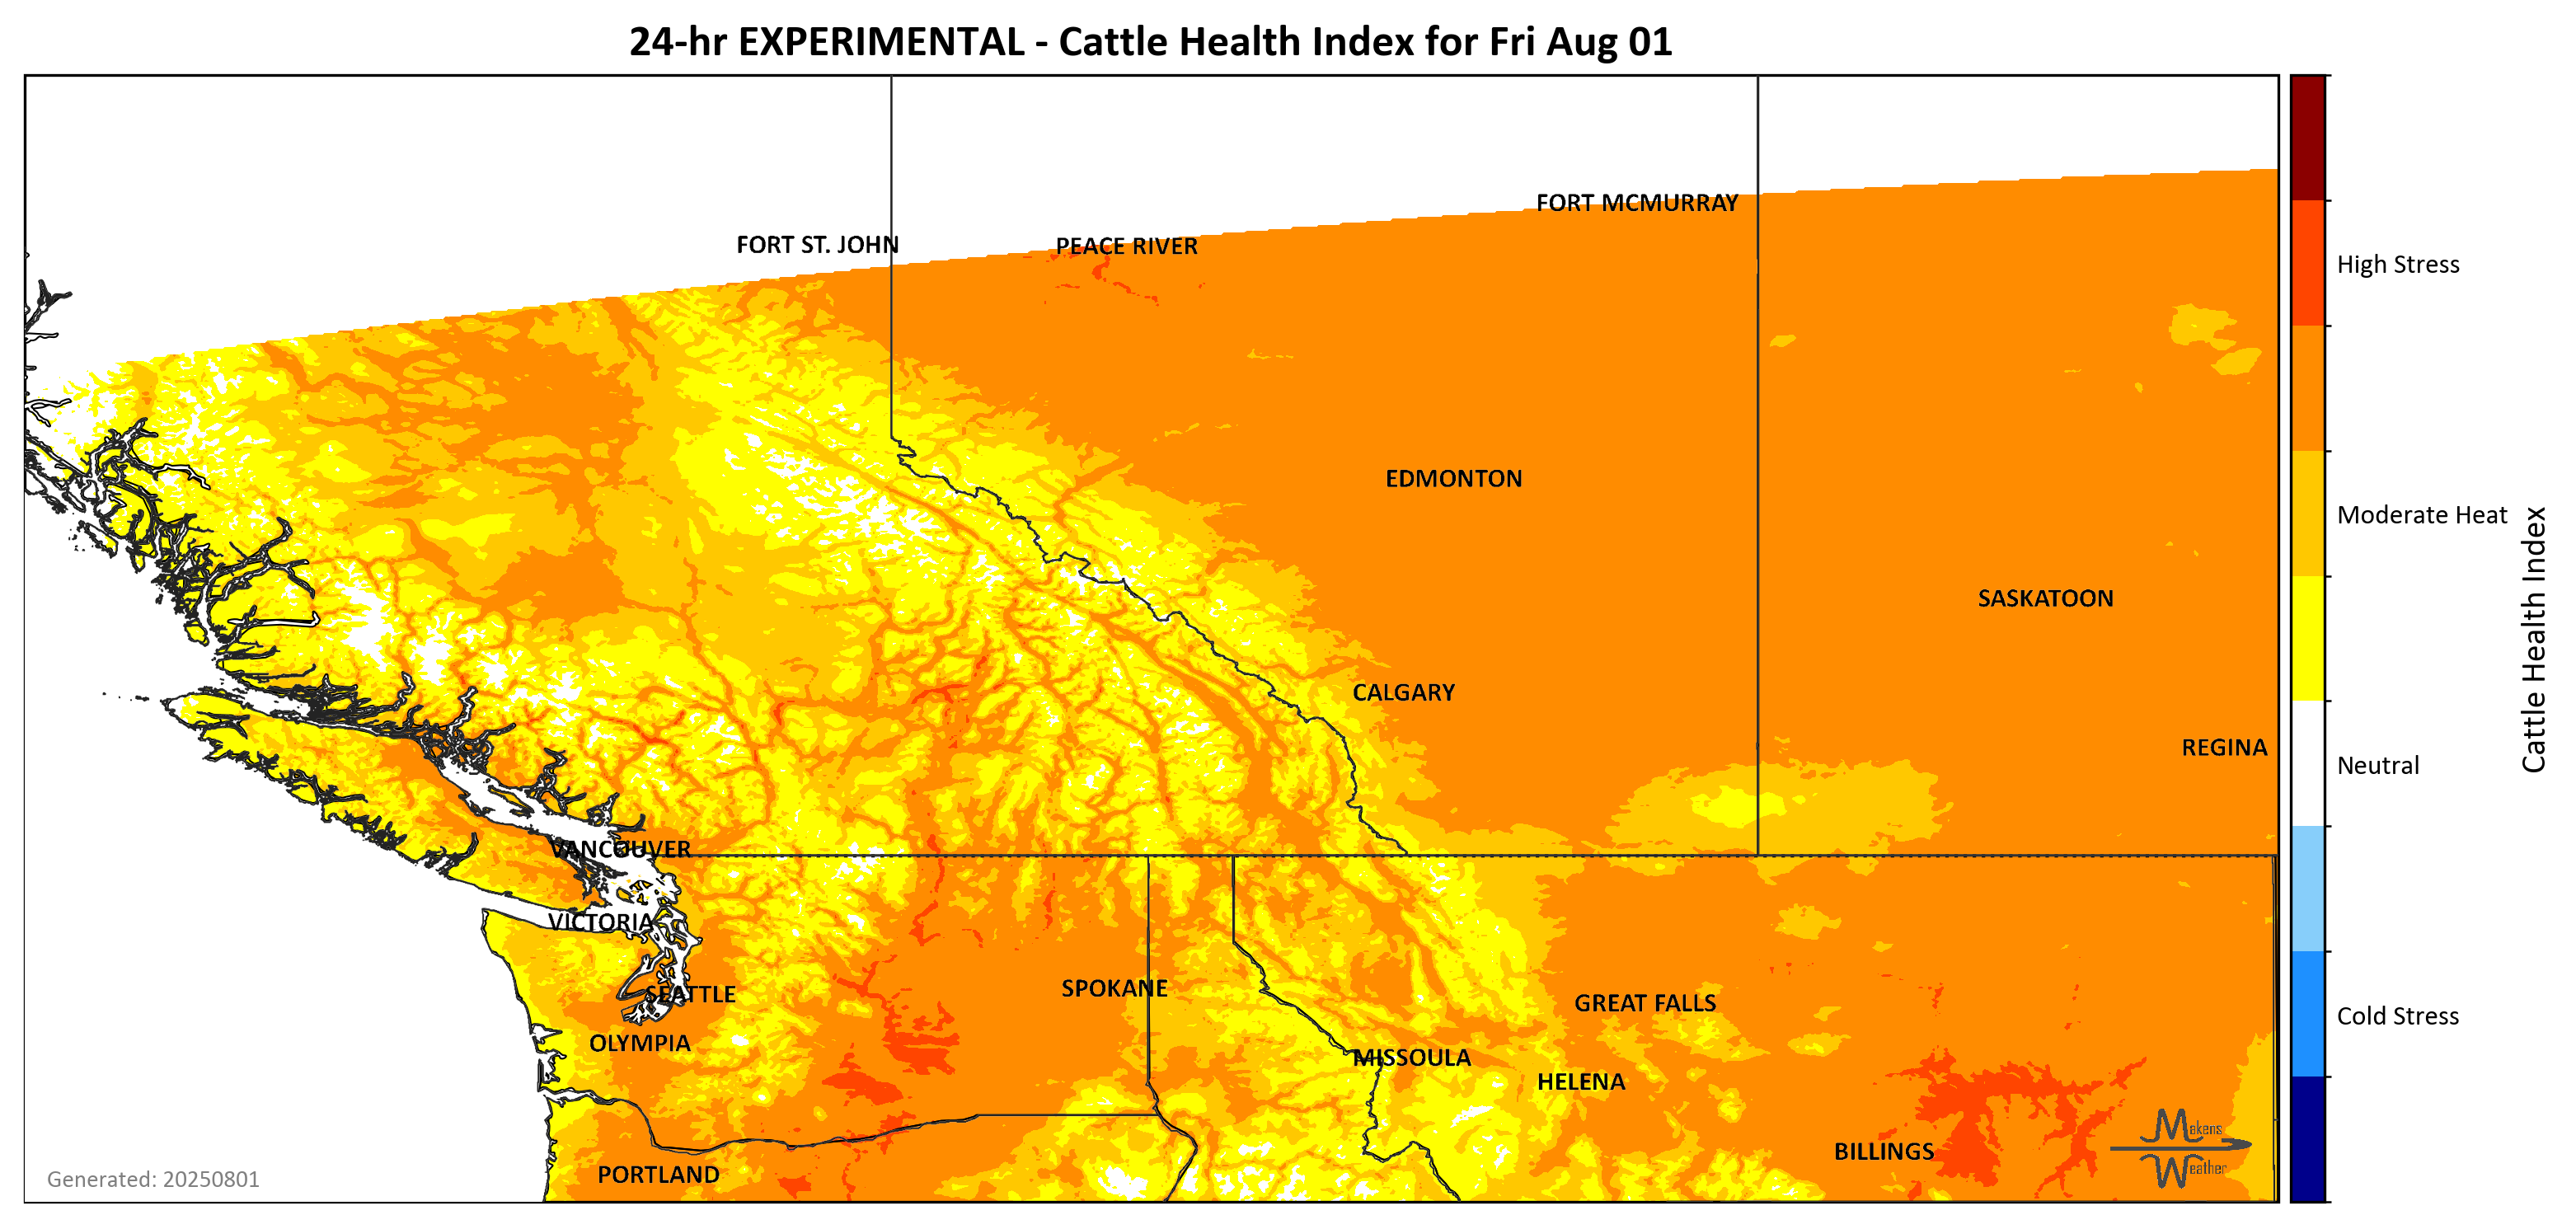 24-hr EXPERIMENTAL - Cattle Health Index for Fri Aug 01
FORT MCMURRAY
FORT ST. JOHN
PEACE RIVER
High Stress
EDMONTON
Moderate Heat
SASKATOON
Cattle Health Index
CALGARY
REGINA
Neutral
VANCOUVER
VICTORIA
SPOKANE
SEATTLE
GREAT FALLS
Cold Stress
OLYMPIA
MISSOULA
HELENA
Makens
Weather
BILLINGS
PORTLAND
Generated: 20250801